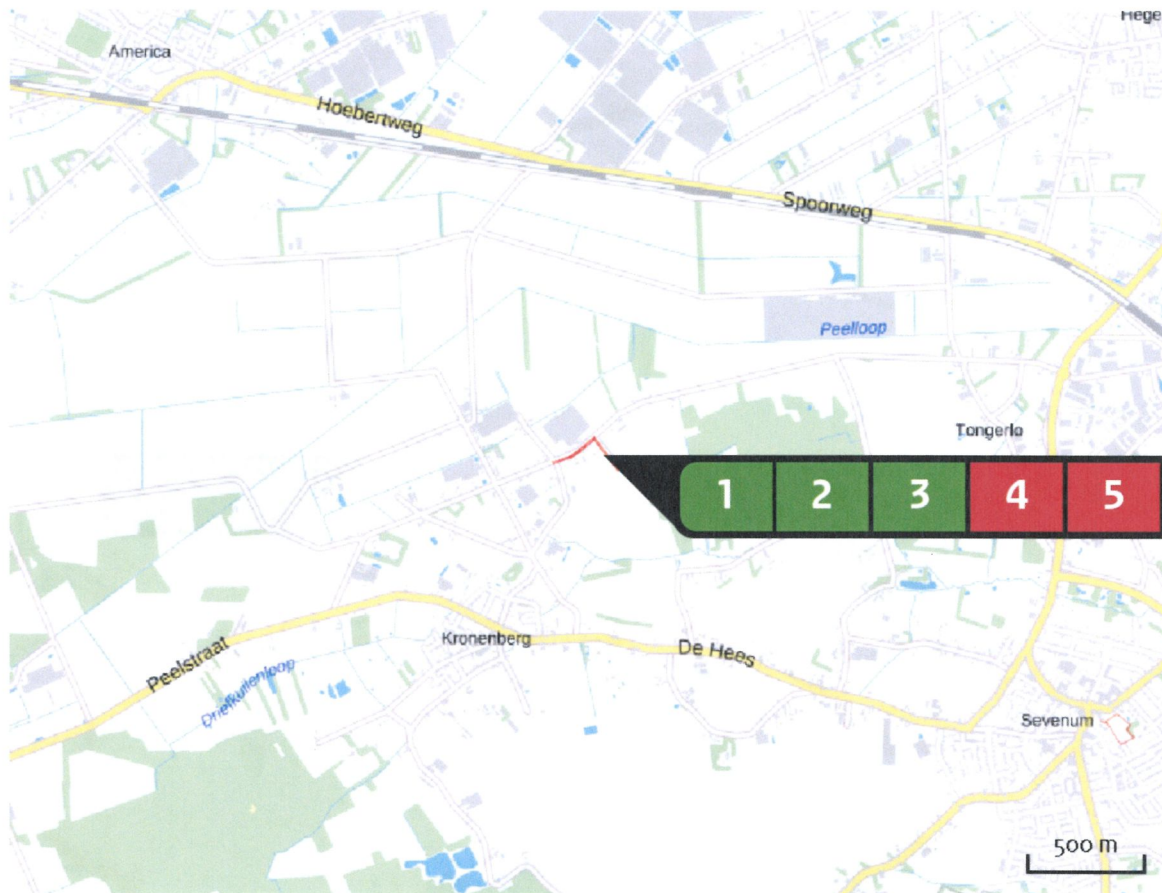 Hege
America
Hoebertweg
Spoorweg
Peelloop
Tongerlo
1 2 3 4 5
Kronenberg
De Hees
Peelstraat
Sevenum
500 m